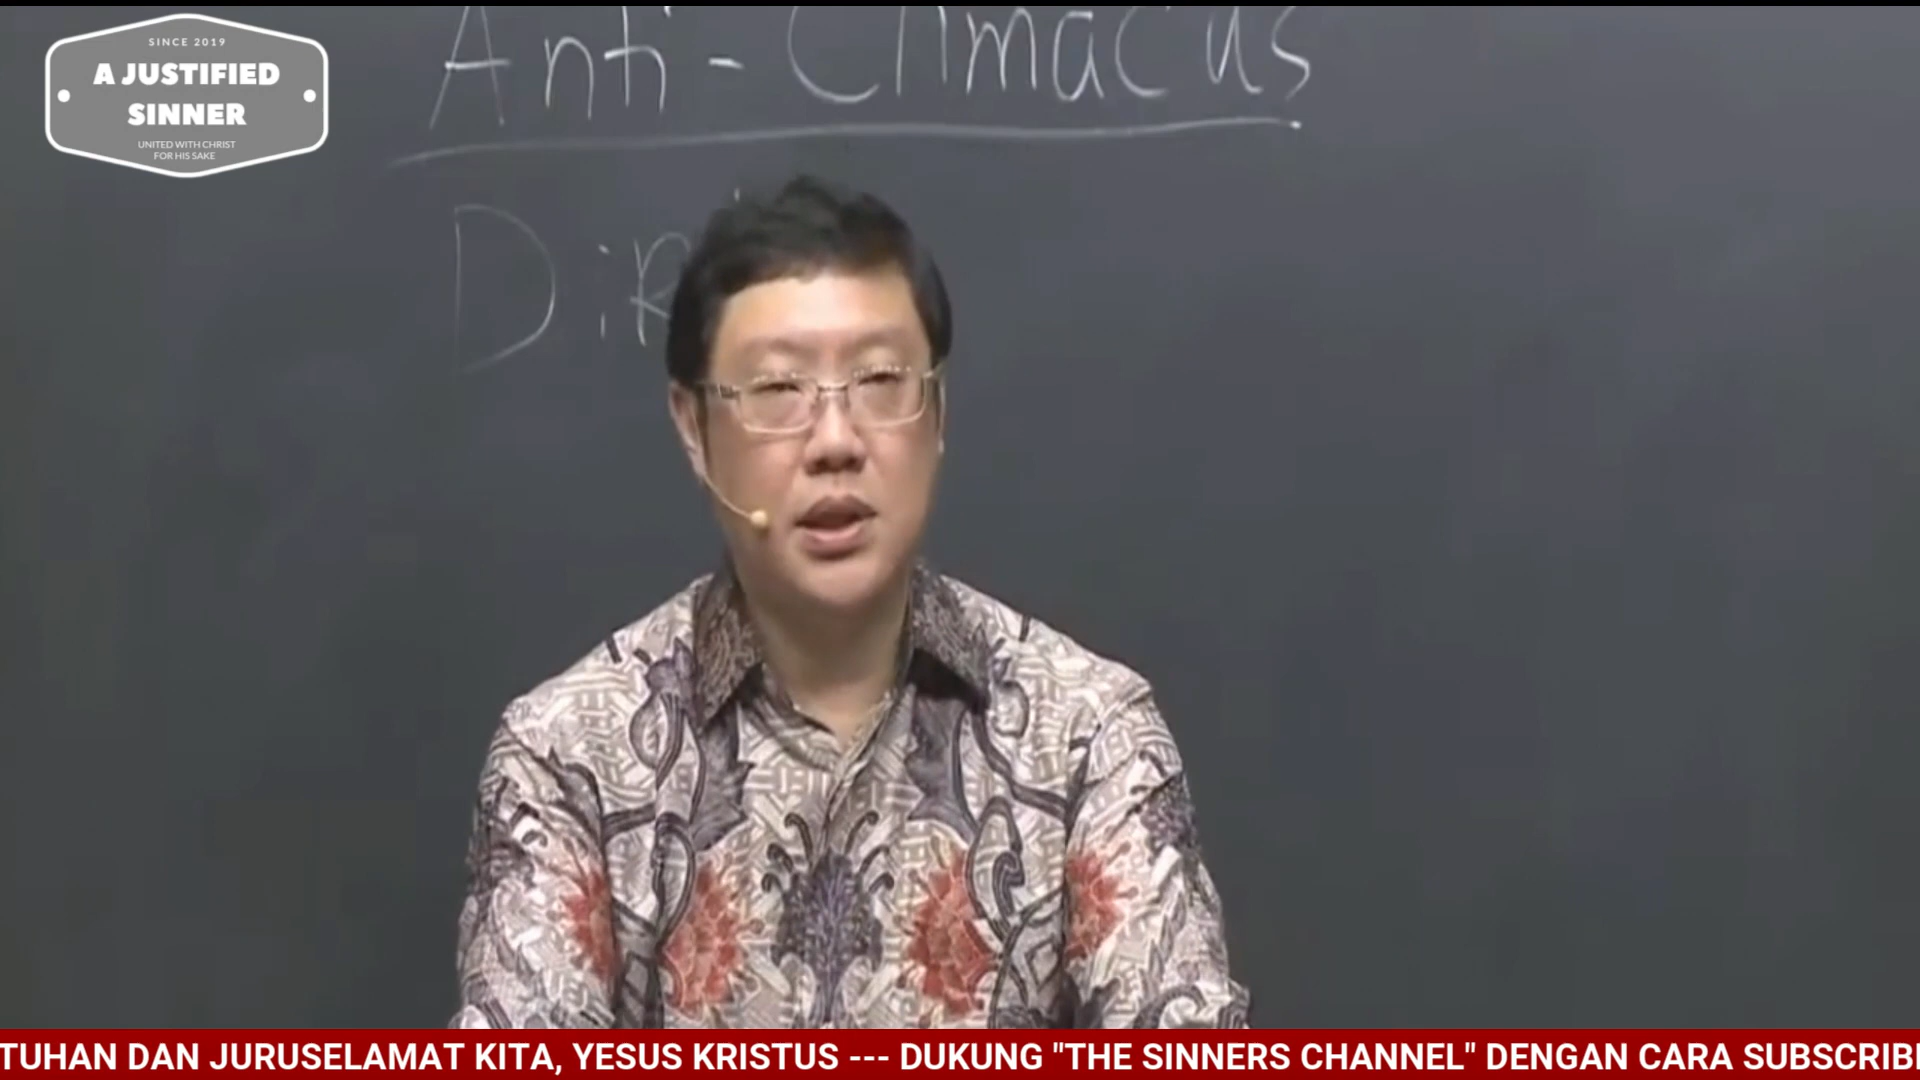 SINCE 2019
A JUSTIFIED
SINNER
UNITED WITH CHRIST
FOR HIS SAKE
Anti-Climacus
TUHAN DAN JURUSELAMAT KITA, YESUS KRISTUS --- DUKUNG "THE SINNERS CHANNEL" DENGAN CARA